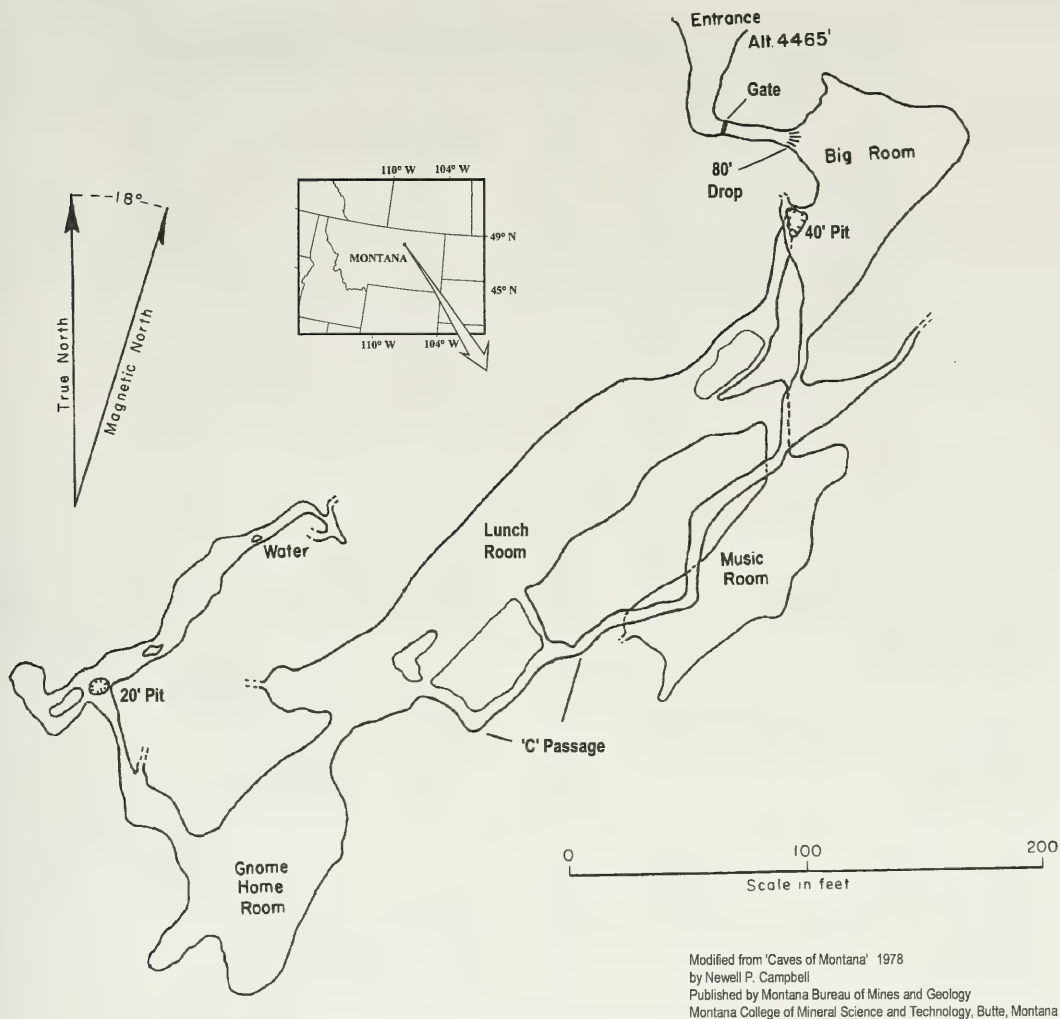 Entrance
Alt. 4465'
Gate
Big Room
80'
Drop
40' Pit
18°
True North
Magnetic North
110° W 104° W
49° N
MONTANA
45° N
110° W 104° W
Lunch
Room
Music
Room
Water
20' Pit
'C' Passage
Gnome
Home
Room
0 100 200
Scale in feet
Modified from 'Caves of Montana' 1978
by Newell P. Campbell
Published by Montana Bureau of Mines and Geology
Montana College of Mineral Science and Technology, Butte, Montana